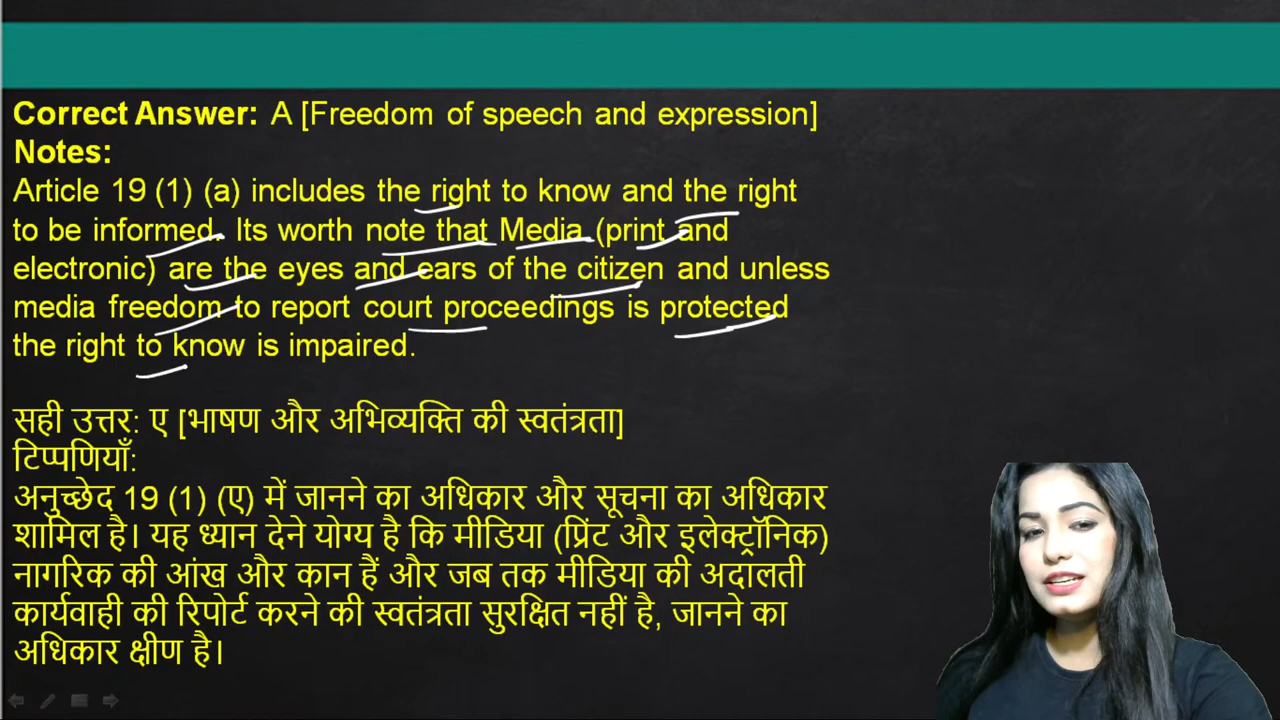 Correct Answer: A [Freedom of speech and expression]
Notes:
Article 19 (1) (a) includes the right to know and the right
to be informed. Its worth note that Media (print and
electronic) are the eyes and ears of the citizen and unless
media freedom to report court proceedings is protected
the right to know is impaired.
सही उत्तर: ए [भाषण और अभिव्यक्ति की स्वतंत्रता]
टिप्पणियाँ:
अनुच्छेद 19 (1) (ए) में जानने का अधिकार और सूचना का अधिकार
शामिल है। यह ध्यान देने योग्य है कि मीडिया (प्रिंट और इलेक्ट्रॉनिक)
नागरिक की आंख और कान हैं और जब तक मीडिया की अदालती
कार्यवाही की रिपोर्ट करने की स्वतंत्रता सुरक्षित नहीं है, जानने का
अधिकार क्षीण है।